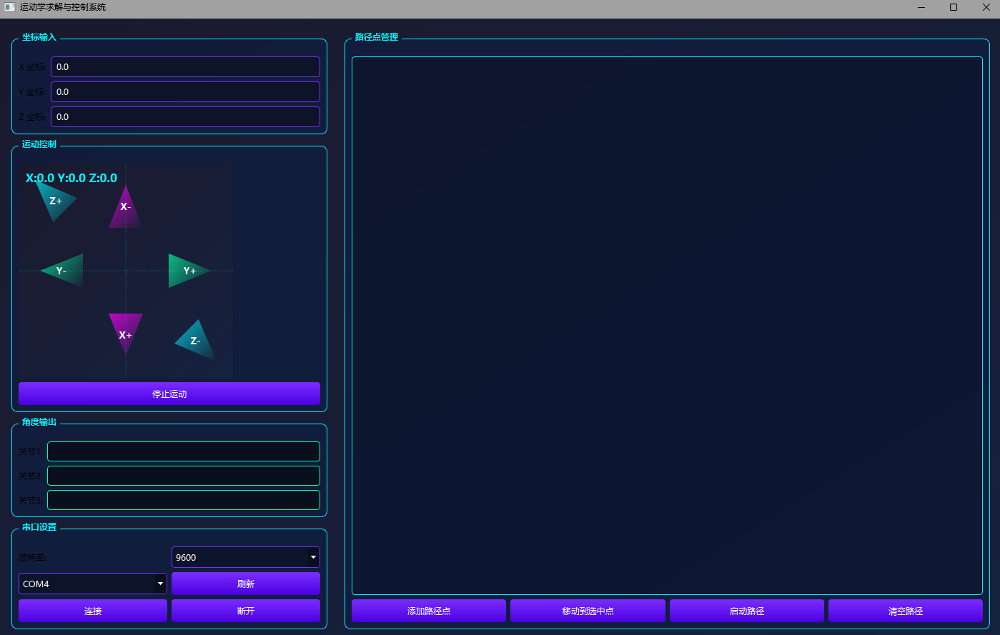 运动学求解与控制系统
坐标输入
X 坐标: 0.0
Y 坐标: 0.0
Z 坐标: 0.0
运动控制
X:0.0 Y:0.0 Z:0.0
Z+
X-
Y-
Y+
X+
Z-
停止运动
角度输出
关节1:
关节2:
关节3:
串口设置
波特率: 9600
COM4 刷新
连接 断开
路径点管理
添加路径点 移动到选中点 启动路径 清空路径